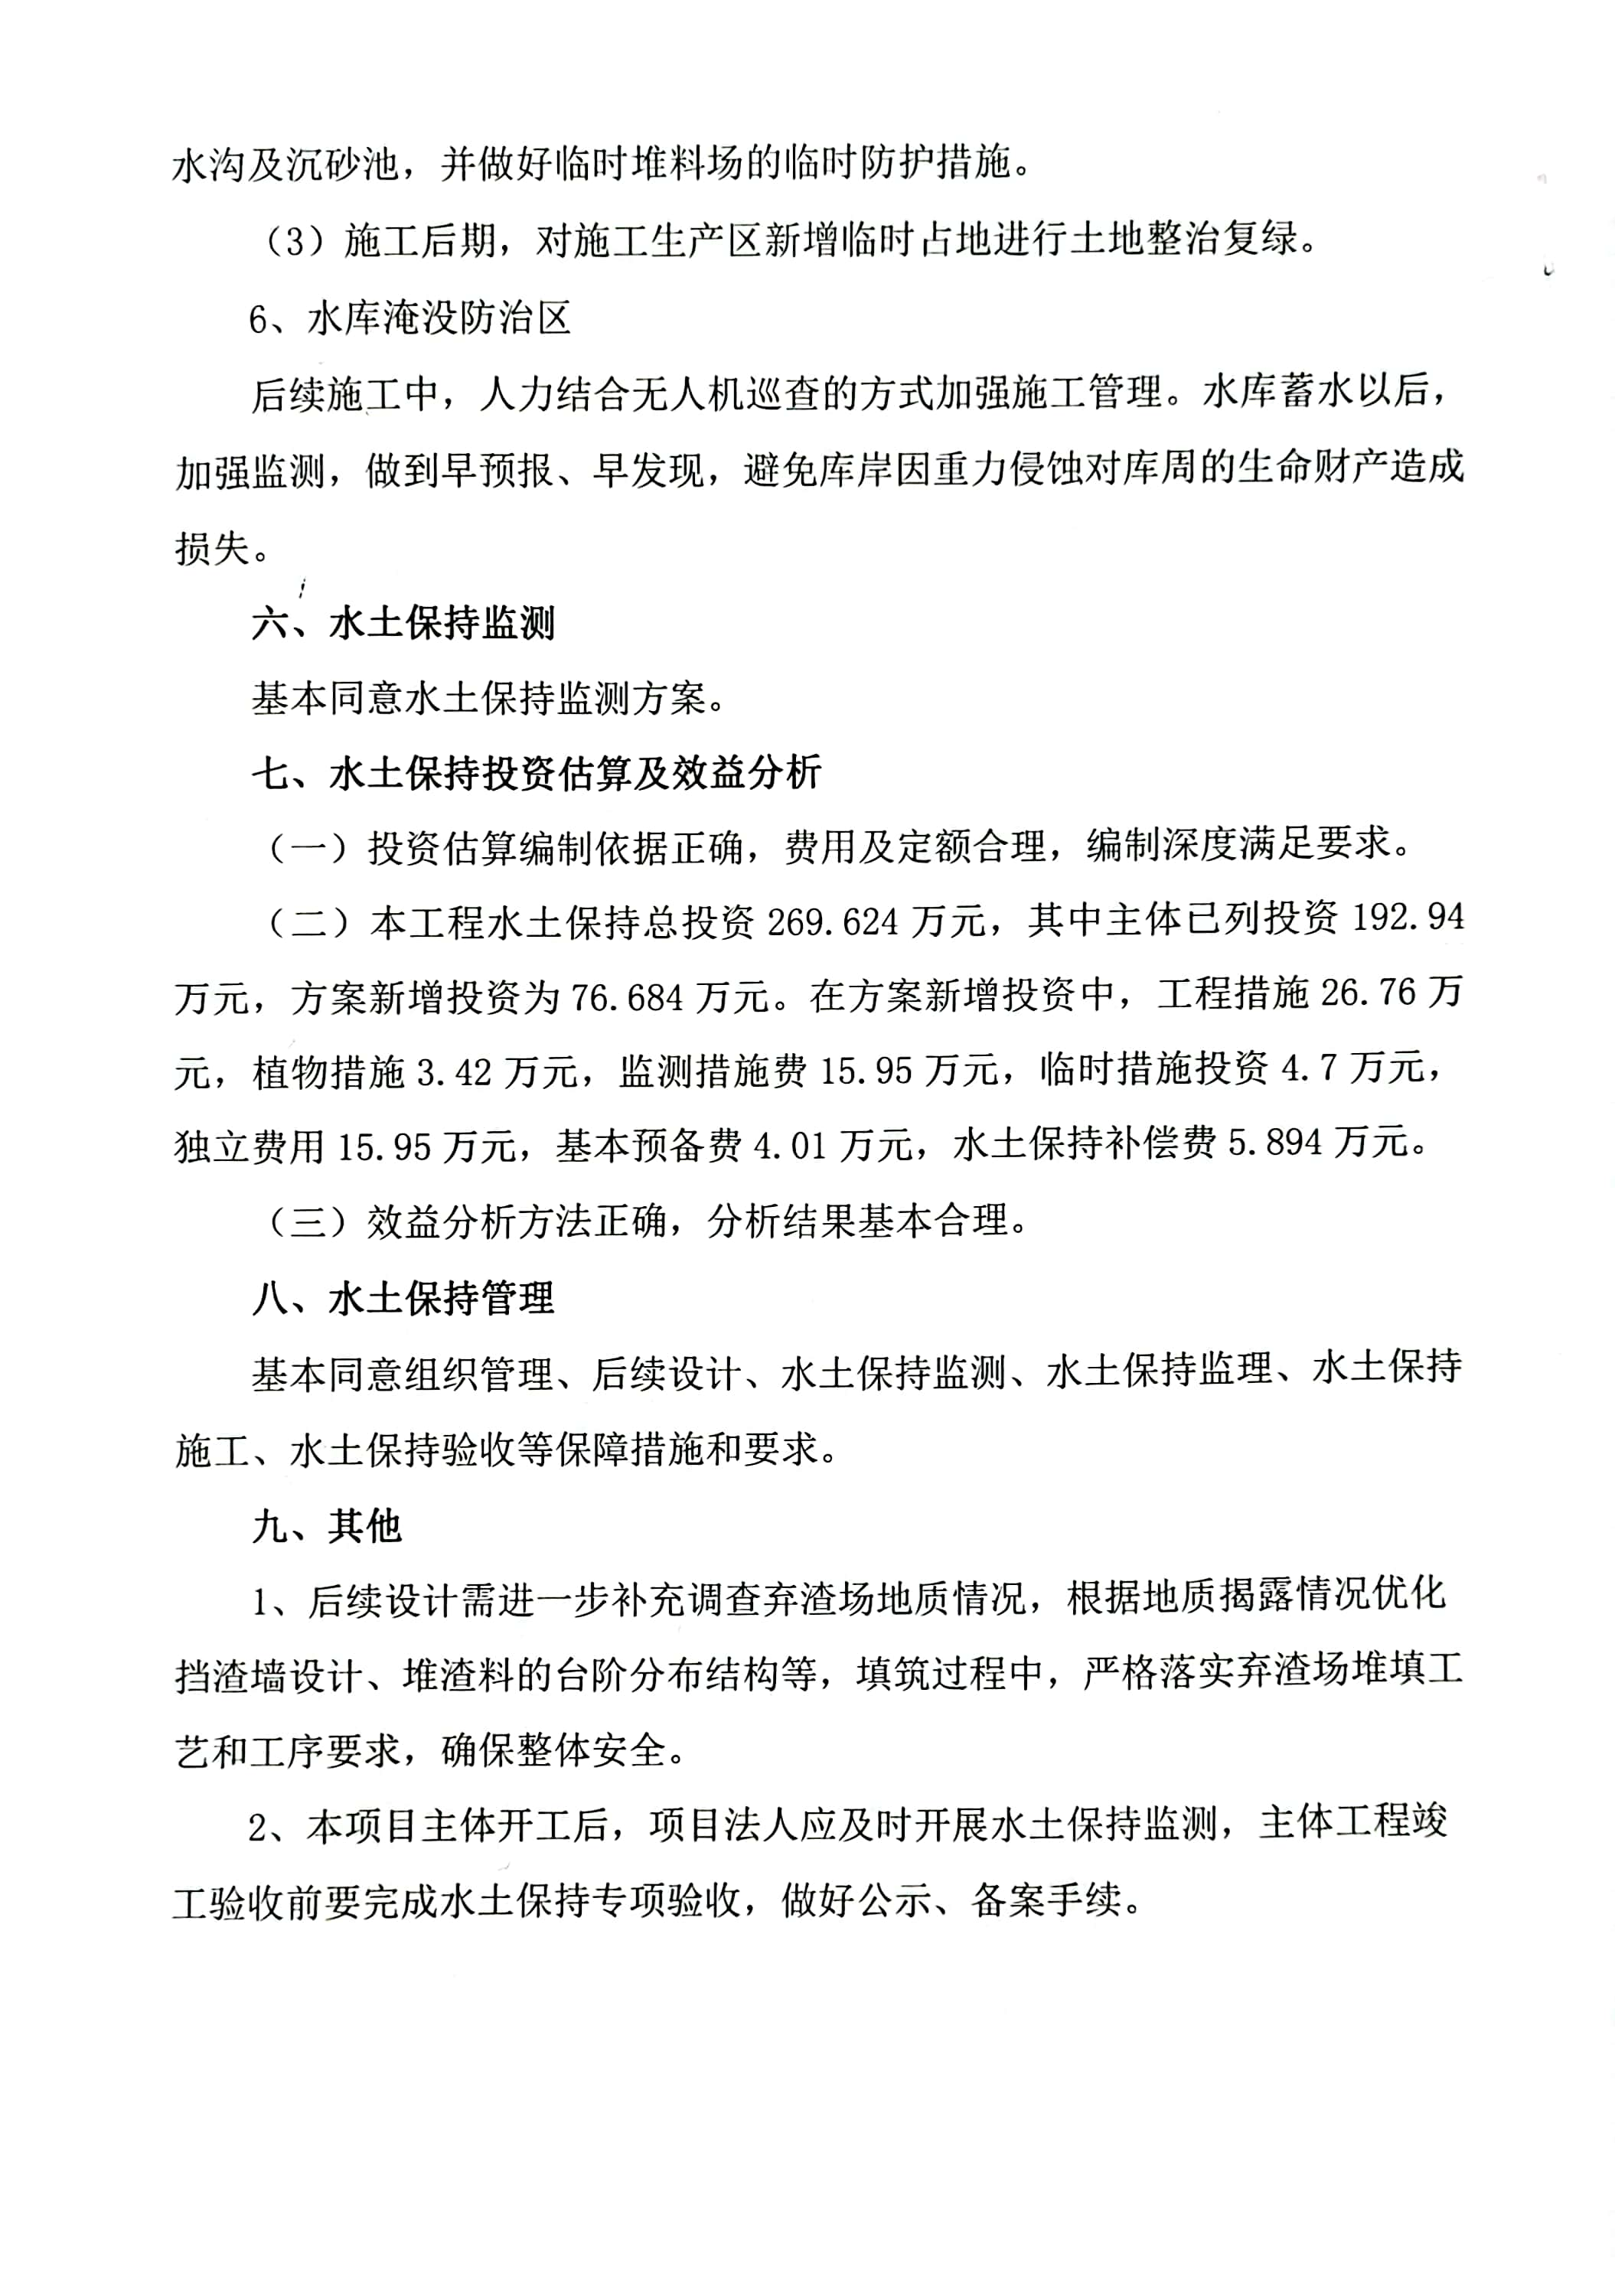 水沟及沉砂池，并做好临时堆料场的临时防护措施。
（3）施工后期，对施工生产区新增临时占地进行土地整治复绿。
6、水库淹没防治区
后续施工中，人力结合无人机巡查的方式加强施工管理。水库蓄水以后，
加强监测，做到早预报、早发现，避免库岸因重力侵蚀对库周的生命财产造成
损失。
六、水土保持监测
基本同意水土保持监测方案。
七、水土保持投资估算及效益分析
（一）投资估算编制依据正确，费用及定额合理，编制深度满足要求。
（二）本工程水土保持总投资 269.624 万元，其中主体已列投资 192.94
万元，方案新增投资为 76.684 万元。在方案新增投资中，工程措施 26.76 万
元，植物措施 3.42 万元，监测措施费 15.95 万元，临时措施投资 4.7 万元，
独立费用 15.95 万元，基本预备费 4.01 万元，水土保持补偿费 5.894 万元。
（三）效益分析方法正确，分析结果基本合理。
八、水土保持管理
基本同意组织管理、后续设计、水土保持监测、水土保持监理、水土保持
施工、水土保持验收等保障措施和要求。
九、其他
1、后续设计需进一步补充调查弃渣场地质情况，根据地质揭露情况优化
挡渣墙设计、堆渣料的台阶分布结构等，填筑过程中，严格落实弃渣场堆填工
艺和工序要求，确保整体安全。
2、本项目主体开工后，项目法人应及时开展水土保持监测，主体工程竣
工验收前要完成水土保持专项验收，做好公示、备案手续。